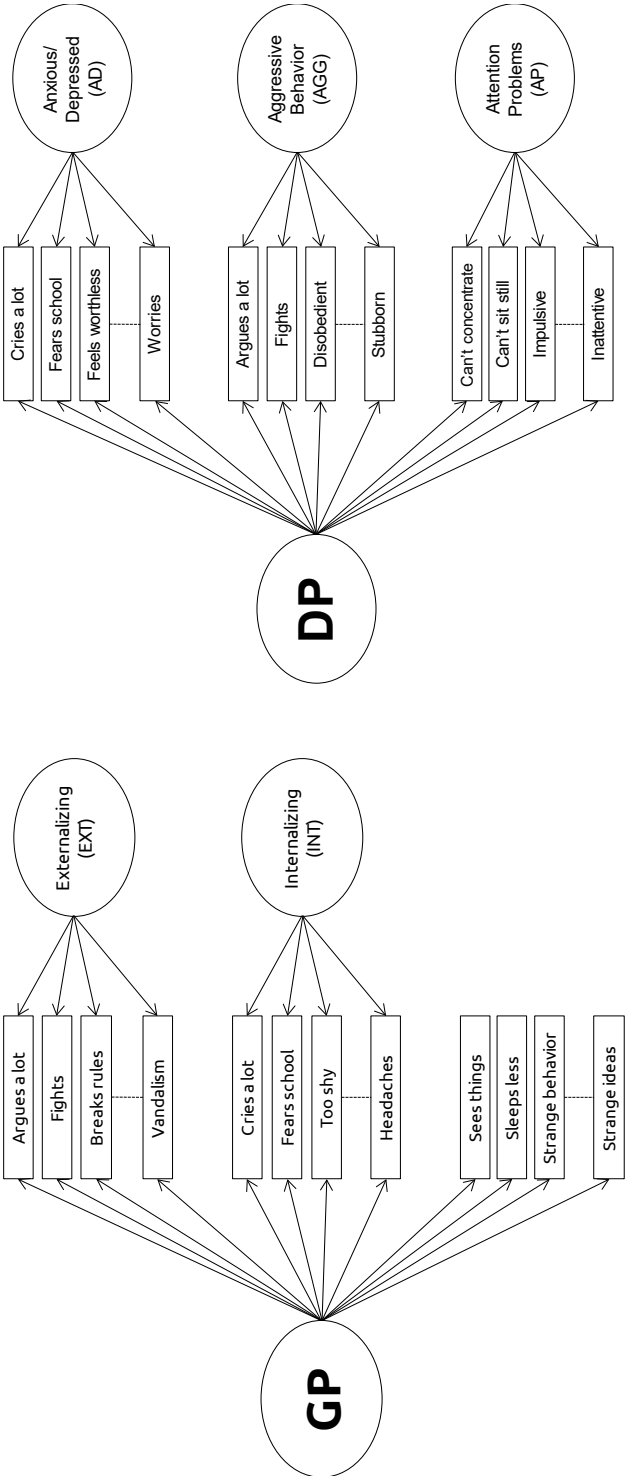 GP
Argues a lot
Fights
Breaks rules
Vandalism
Cries a lot
Fears school
Too shy
Headaches
Sees things
Sleeps less
Strange behavior
Strange ideas
Externalizing
(EXT)
Internalizing
(INT)
DP
Cries a lot
Fears school
Feels worthless
Worries
Argues a lot
Fights
Disobedient
Stubborn
Can't concentrate
Can't sit still
Impulsive
Inattentive
Anxious/
Depressed
(AD)
Aggressive
Behavior
(AGG)
Attention
Problems
(AP)